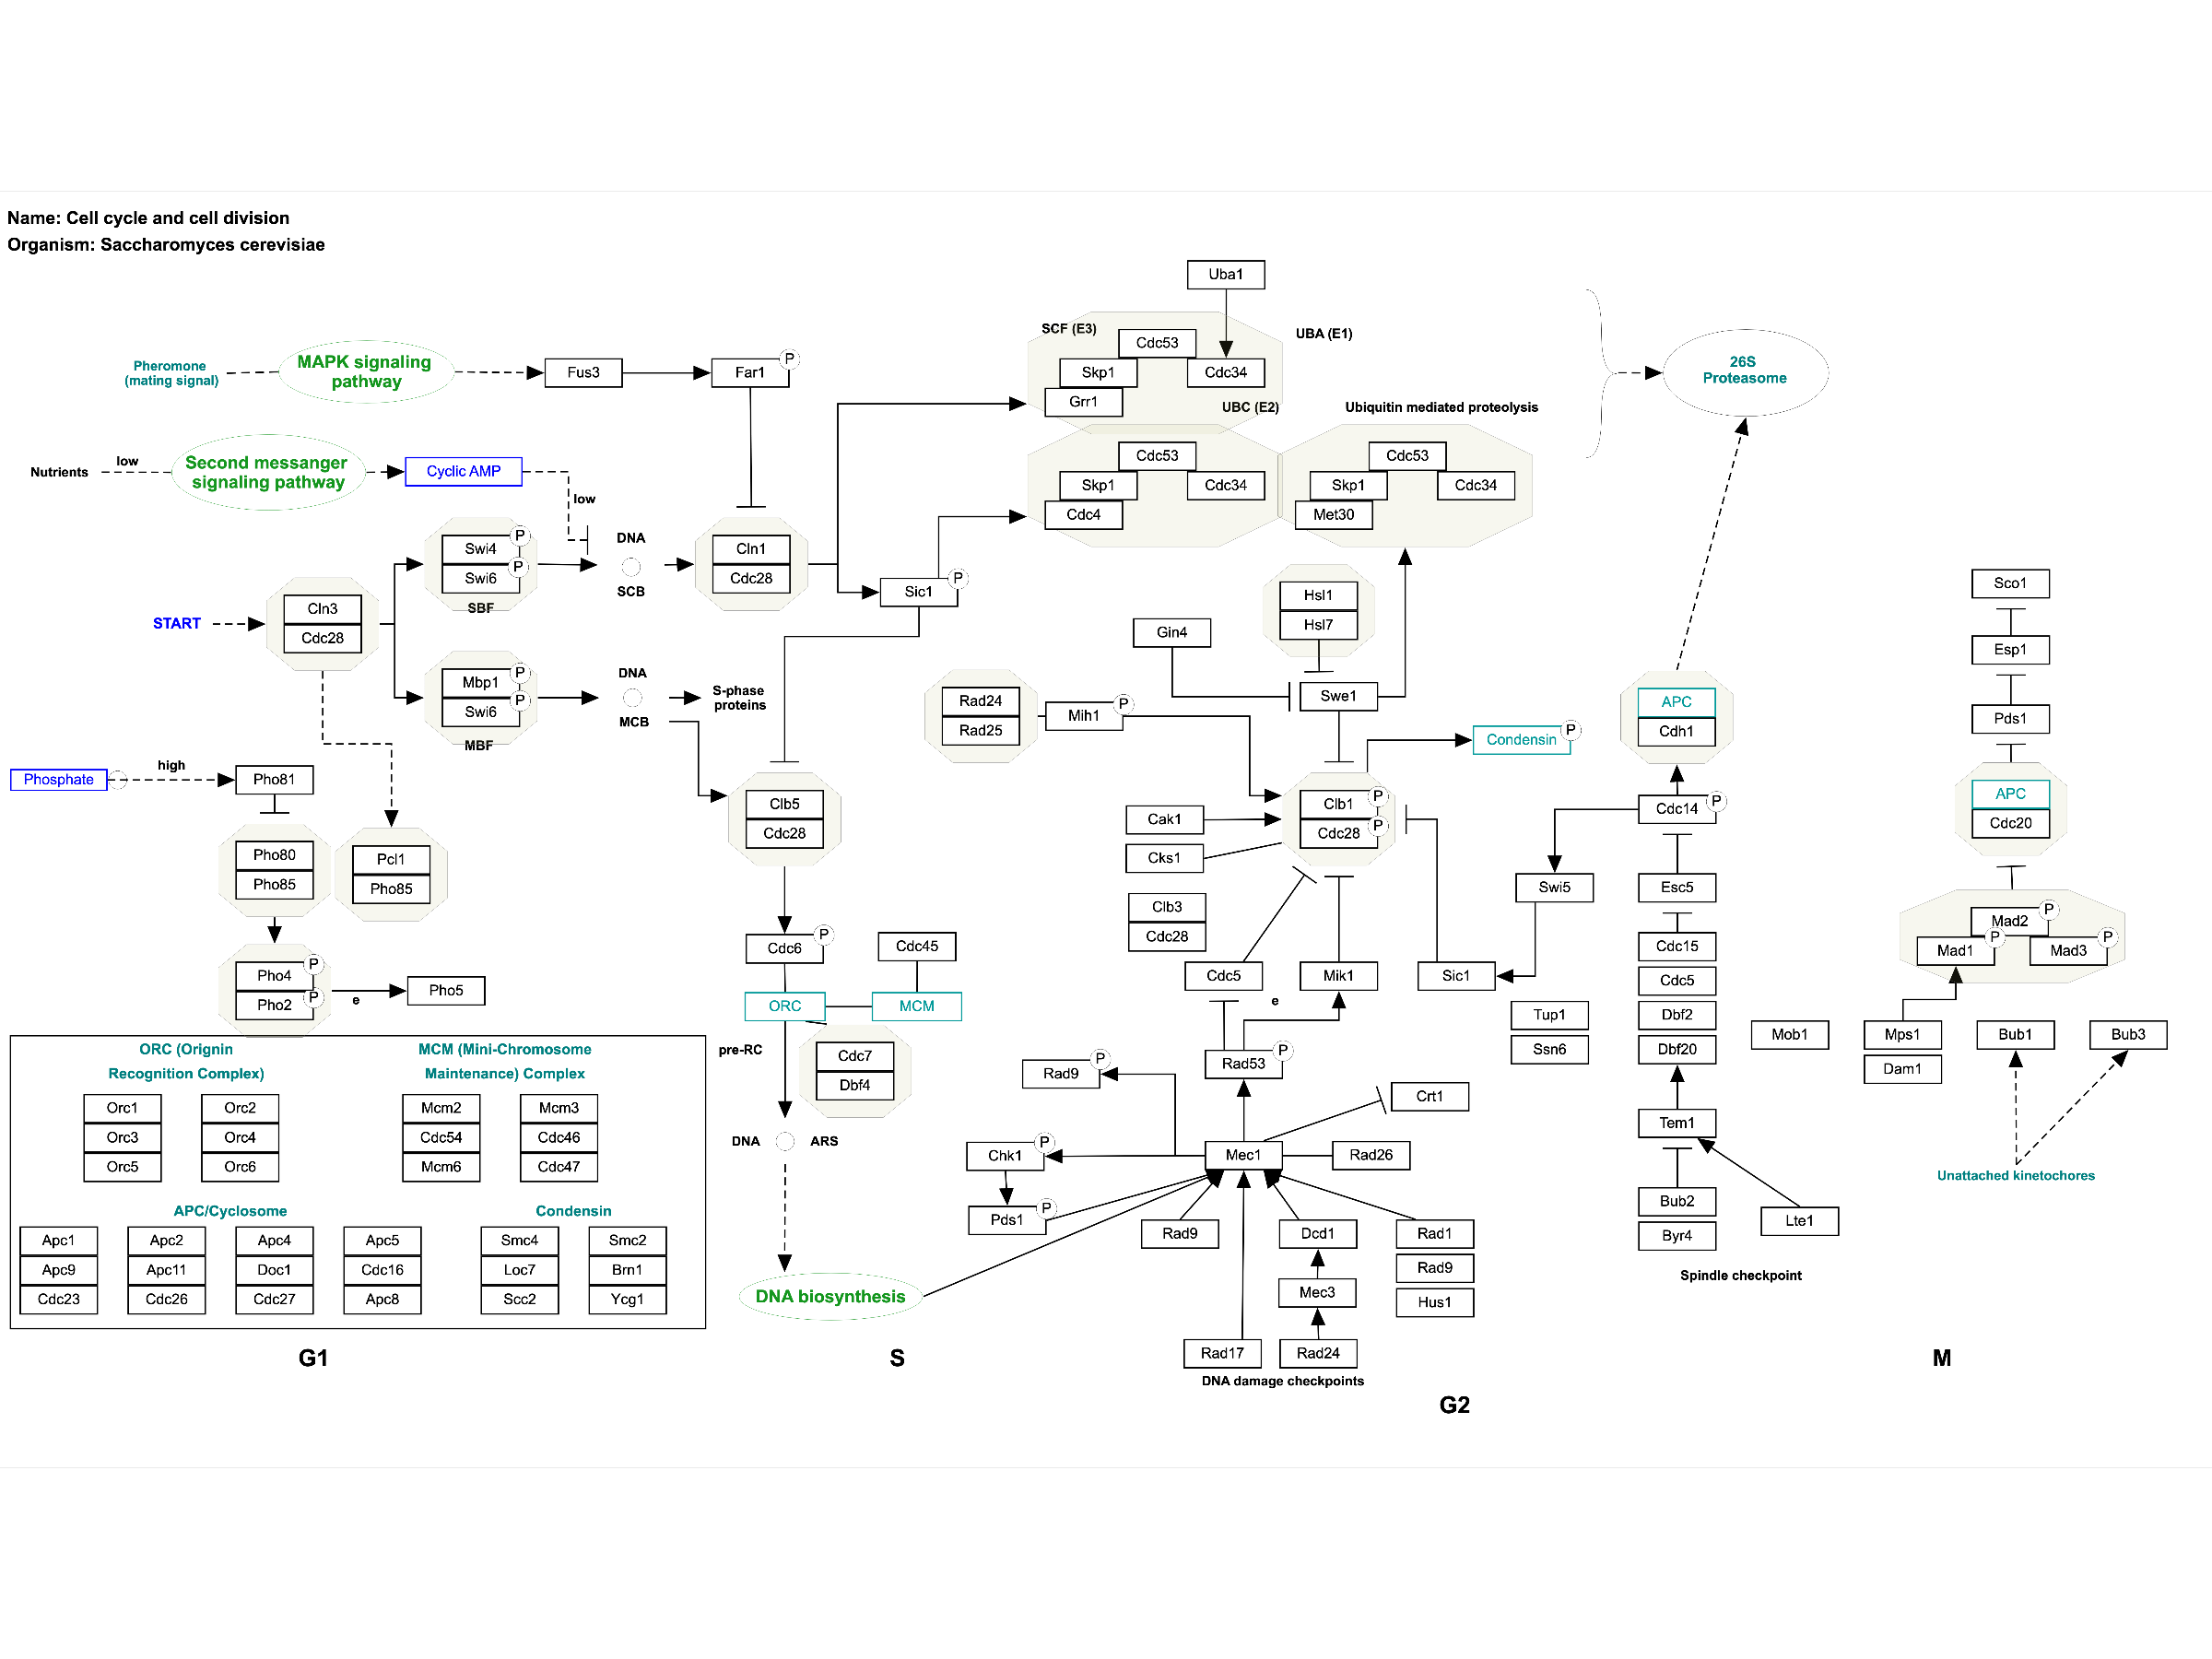 Name: Cell cycle and cell division
Organism: Saccharomyces cerevisiae
Uba1
SCF (E3)
UBA (E1)
Cdc53
Skp1
Cdc34
Grr1
UBC (E2)
Ubiquitin mediated proteolysis
26S
Proteasome
Pheromone
(mating signal)
MAPK signaling
pathway
Fus3
Far1
P
Nutrients
low
Second messanger
signaling pathway
Cyclic AMP
low
Cdc53
Skp1
Cdc34
Cdc4
Cdc53
Skp1
Cdc34
Met30
START
Cln3
Cdc28
Swi4
P
Swi6
P
SBF
DNA
SCB
Cln1
Cdc28
Sic1
P
Mbp1
P
Swi6
P
MBF
DNA
MCB
S-phase
proteins
Hsl1
Hsl7
Gin4
Swe1
Rad24
Rad25
Mih1
P
Condensin
P
Phosphate
high
Pho81
Pho80
Pho85
Pcl1
Pho85
Pho4
P
Pho2
P
e
Pho5
Clb5
Cdc28
Cdc6
P
Cdc45
ORC
MCM
pre-RC
Cdc7
Dbf4
DNA
ARS
DNA biosynthesis
Cak1
Cks1
Clb1
P
Cdc28
P
Clb3
Cdc28
Cdc5
Mik1
Sic1
e
Rad53
P
Rad9
P
Crt1
Chk1
P
Mec1
Rad26
Pds1
P
Rad9
Dcd1
Rad1
Rad9
Hus1
Mec3
Rad17
Rad24
DNA damage checkpoints
APC
Cdh1
Cdc14
P
Swi5
Esc5
Cdc15
Cdc5
Dbf2
Dbf20
Tup1
Ssn6
Mob1
Tem1
Bub2
Byr4
Lte1
Spindle checkpoint
Sco1
Esp1
Pds1
APC
Cdc20
Mad2
P
Mad1
P
Mad3
P
Mps1
Dam1
Bub1
Bub3
Unattached kinetochores
ORC (Orignin
Recognition Complex)
Orc1
Orc2
Orc3
Orc4
Orc5
Orc6
MCM (Mini-Chromosome
Maintenance) Complex
Mcm2
Mcm3
Cdc54
Cdc46
Mcm6
Cdc47
APC/Cyclosome
Apc1
Apc2
Apc4
Apc5
Apc9
Apc11
Doc1
Cdc16
Cdc23
Cdc26
Cdc27
Apc8
Condensin
Smc4
Smc2
Loc7
Brn1
Scc2
Ycg1
G1
S
G2
M